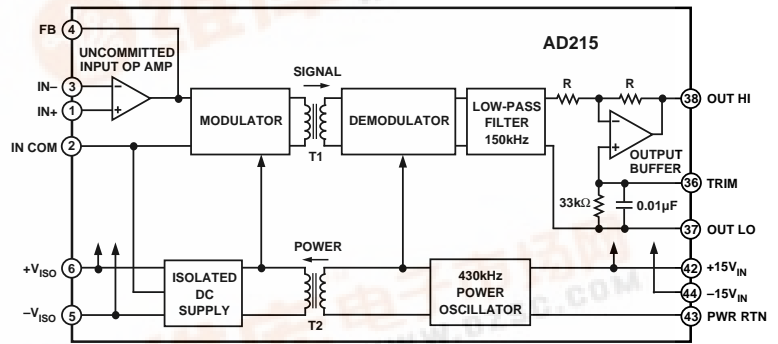 AD215
FB 4
UNCOMMITTED
INPUT OP AMP
IN– 3
IN+ 1
IN COM 2
–
+
MODULATOR
SIGNAL
T1
DEMODULATOR
LOW-PASS
FILTER
150kHz
R
R
–
+
OUTPUT
BUFFER
38 OUT HI
36 TRIM
33kΩ
0.01µF
37 OUT LO
+VISO 6
–VISO 5
ISOLATED
DC
SUPPLY
POWER
T2
430kHz
POWER
OSCILLATOR
42 +15VIN
44 –15VIN
43 PWR RTN